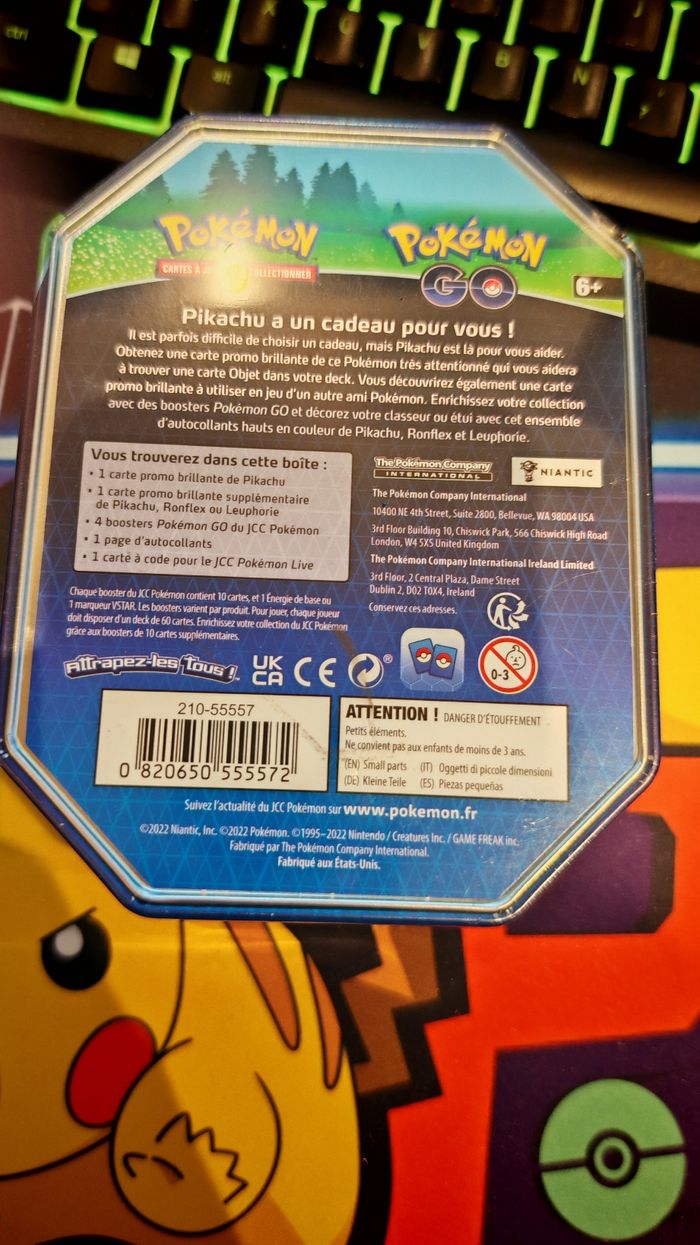 ctrl
alt
X
C
V
B
N
POKÉMON
CARTES À JOUER À COLLECTIONNER
POKÉMON
GO
6+
Pikachu a un cadeau pour vous !
Il est parfois difficile de choisir un cadeau, mais Pikachu est là pour vous aider.
Obtenez une carte promo brillante de ce Pokémon très attentionné qui vous aidera
à trouver une carte Objet dans votre deck. Vous découvrirez également une carte
promo brillante à utiliser en jeu d'un autre ami Pokémon. Enrichissez votre collection
avec des boosters Pokémon GO et décorez votre classeur ou étui avec cet ensemble
d'autocollants hauts en couleur de Pikachu, Ronflex et Leuphorie.
Vous trouverez dans cette boîte :
• 1 carte promo brillante de Pikachu
• 1 carte promo brillante supplémentaire
de Pikachu, Ronflex ou Leuphorie
• 4 boosters Pokémon GO du JCC Pokémon
• 1 page d'autocollants
• 1 carte à code pour le JCC Pokémon Live
The Pokémon Company
INTERNATIONAL
NIANTIC
The Pokémon Company International
10400 NE 4th Street, Suite 2800, Bellevue, WA 98004 USA
3rd Floor Building 10, Chiswick Park, 566 Chiswick High Road
London, W4 5XS United Kingdom
The Pokémon Company International Ireland Limited
3rd Floor, 2 Central Plaza, Dame Street
Dublin 2, D02 T0X4, Ireland
Conservez ces adresses.
Chaque booster du JCC Pokémon contient 10 cartes, et 1 Énergie de base ou
1 marqueur VSTAR. Les boosters varient par produit. Pour jouer, chaque joueur
doit disposer d'un deck de 60 cartes. Enrichissez votre collection du JCC Pokémon
grâce aux boosters de 10 cartes supplémentaires.
Attrapez-les Tous !™
UK
CA
CE
®
0-3
210-55557
0 820650 555572
ATTENTION ! DANGER D'ÉTOUFFEMENT
Petits éléments.
Ne convient pas aux enfants de moins de 3 ans.
(EN) Small parts (IT) Oggetti di piccole dimensioni
(DE) Kleine Teile (ES) Piezas pequeñas
Suivez l'actualité du JCC Pokémon sur www.pokemon.fr
©2022 Niantic, Inc. ©2022 Pokémon. ©1995–2022 Nintendo / Creatures Inc. / GAME FREAK inc.
Fabriqué par The Pokémon Company International.
Fabriqué aux États-Unis.